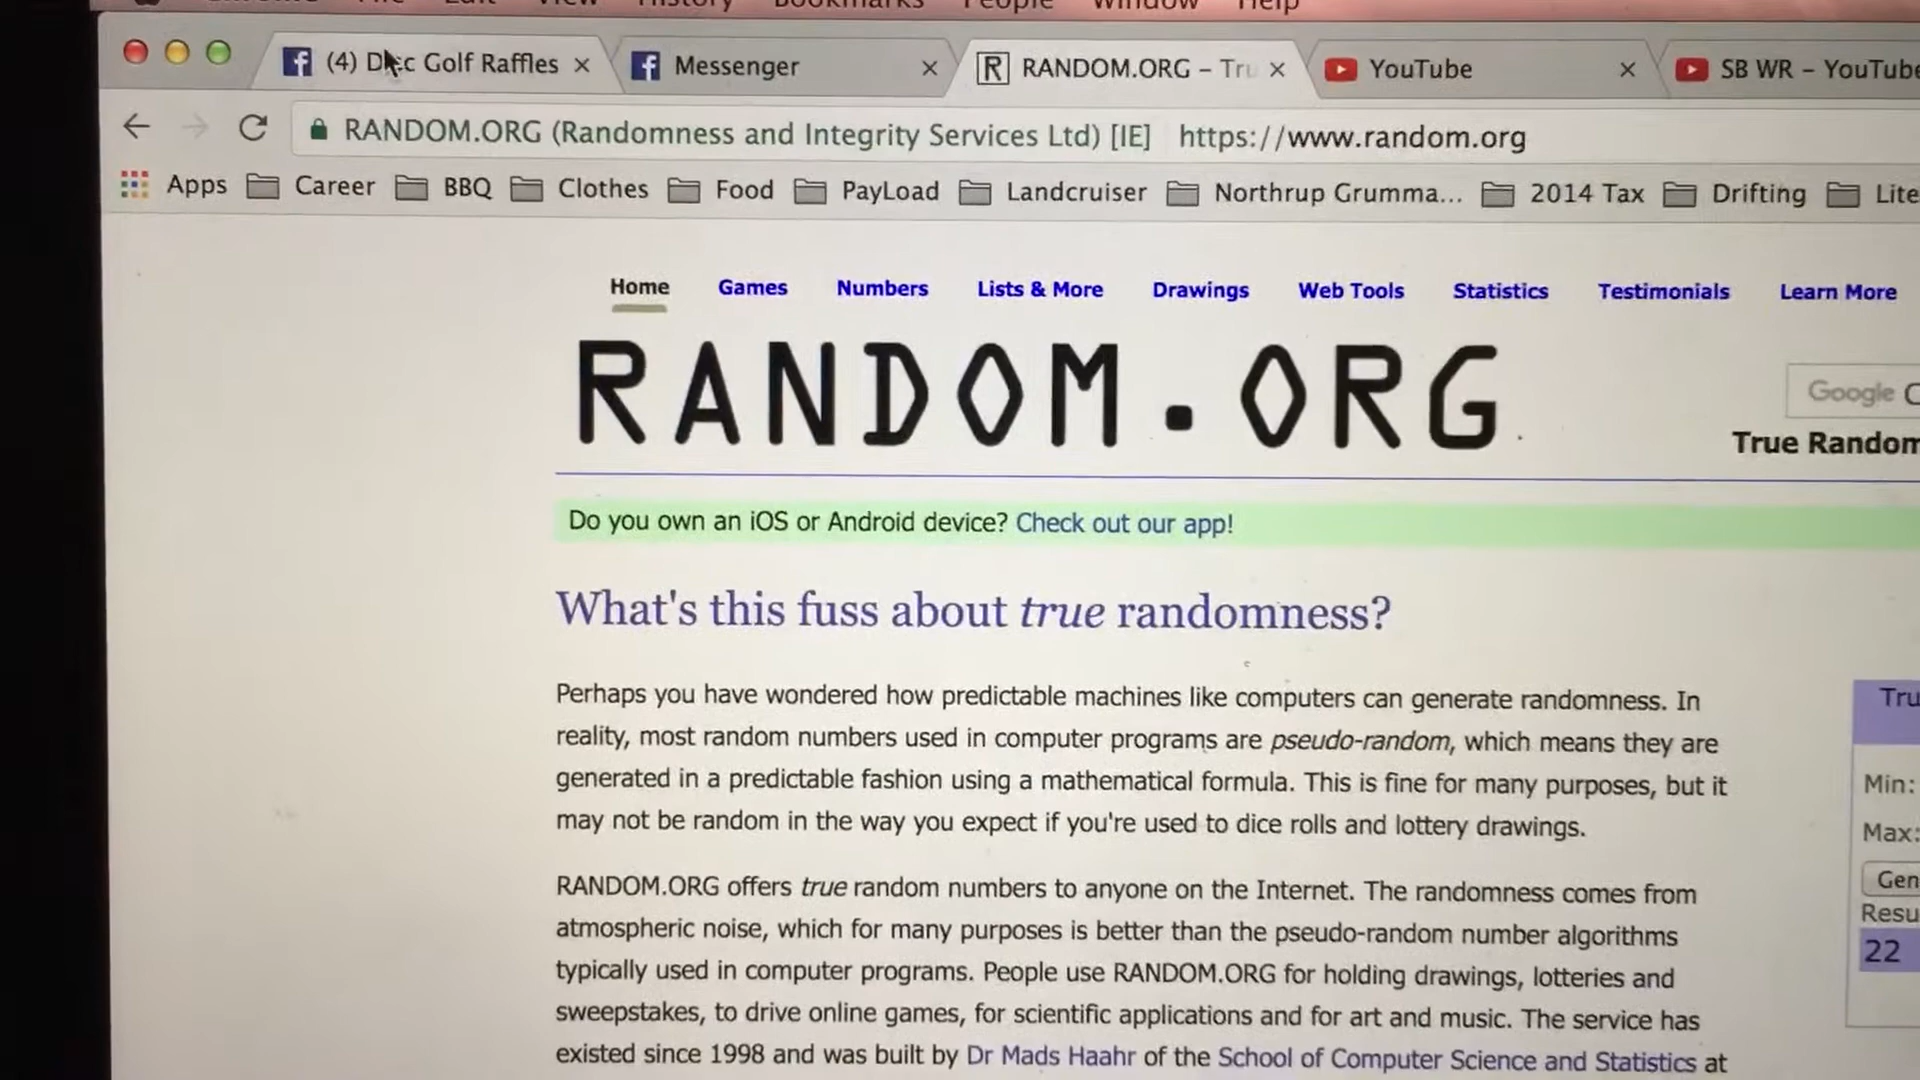 File Edit View History Bookmarks People Window Help
(4) Disc Golf Raffles
Messenger
RANDOM.ORG – Tru
YouTube
SB WR – YouTube
RANDOM.ORG (Randomness and Integrity Services Ltd) [IE] https://www.random.org
Apps Career BBQ Clothes Food PayLoad Landcruiser Northrup Grumma... 2014 Tax Drifting Lite
Home Games Numbers Lists & More Drawings Web Tools Statistics Testimonials Learn More
RANDOM.ORG
Google
True Random
Do you own an iOS or Android device? Check out our app!
What's this fuss about true randomness?
Perhaps you have wondered how predictable machines like computers can generate randomness. In
reality, most random numbers used in computer programs are pseudo-random, which means they are
generated in a predictable fashion using a mathematical formula. This is fine for many purposes, but it
may not be random in the way you expect if you're used to dice rolls and lottery drawings.
RANDOM.ORG offers true random numbers to anyone on the Internet. The randomness comes from
atmospheric noise, which for many purposes is better than the pseudo-random number algorithms
typically used in computer programs. People use RANDOM.ORG for holding drawings, lotteries and
sweepstakes, to drive online games, for scientific applications and for art and music. The service has
existed since 1998 and was built by Dr Mads Haahr of the School of Computer Science and Statistics at
Tru
Min:
Max:
Gen
Resu
22